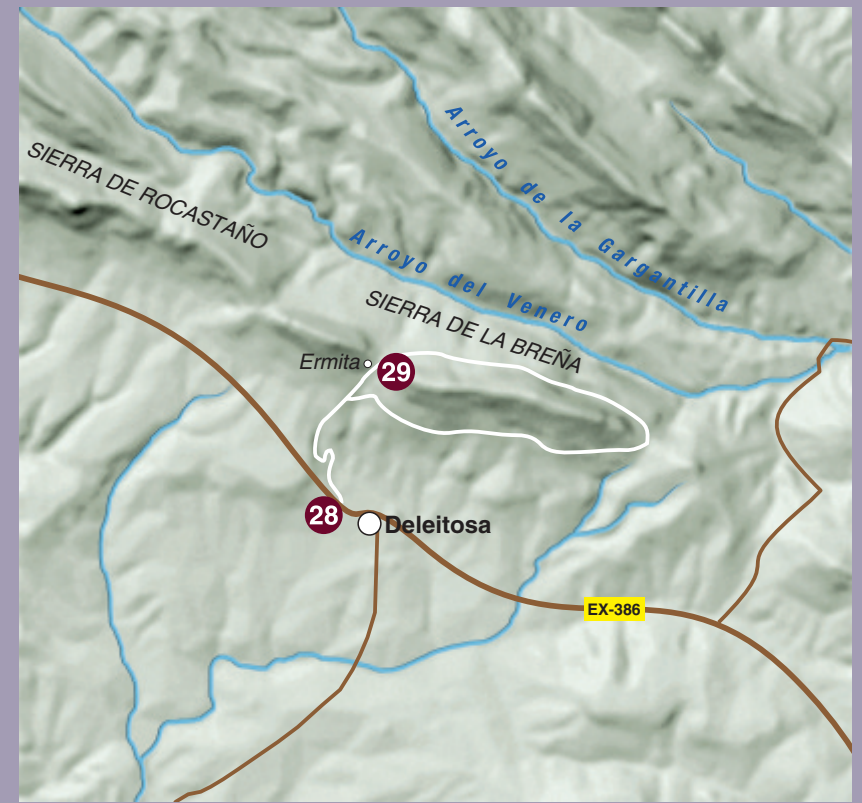 Arroyo de la Gargantilla
SIERRA DE ROCASTAÑO
Arroyo del Venero
SIERRA DE LA BREÑA
Ermita
29
28
Deleitosa
EX-386